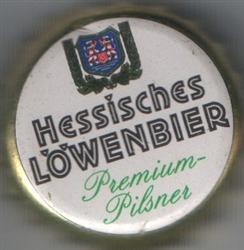 Hessisches
LÖWENBIER
Premium-
Pilsner